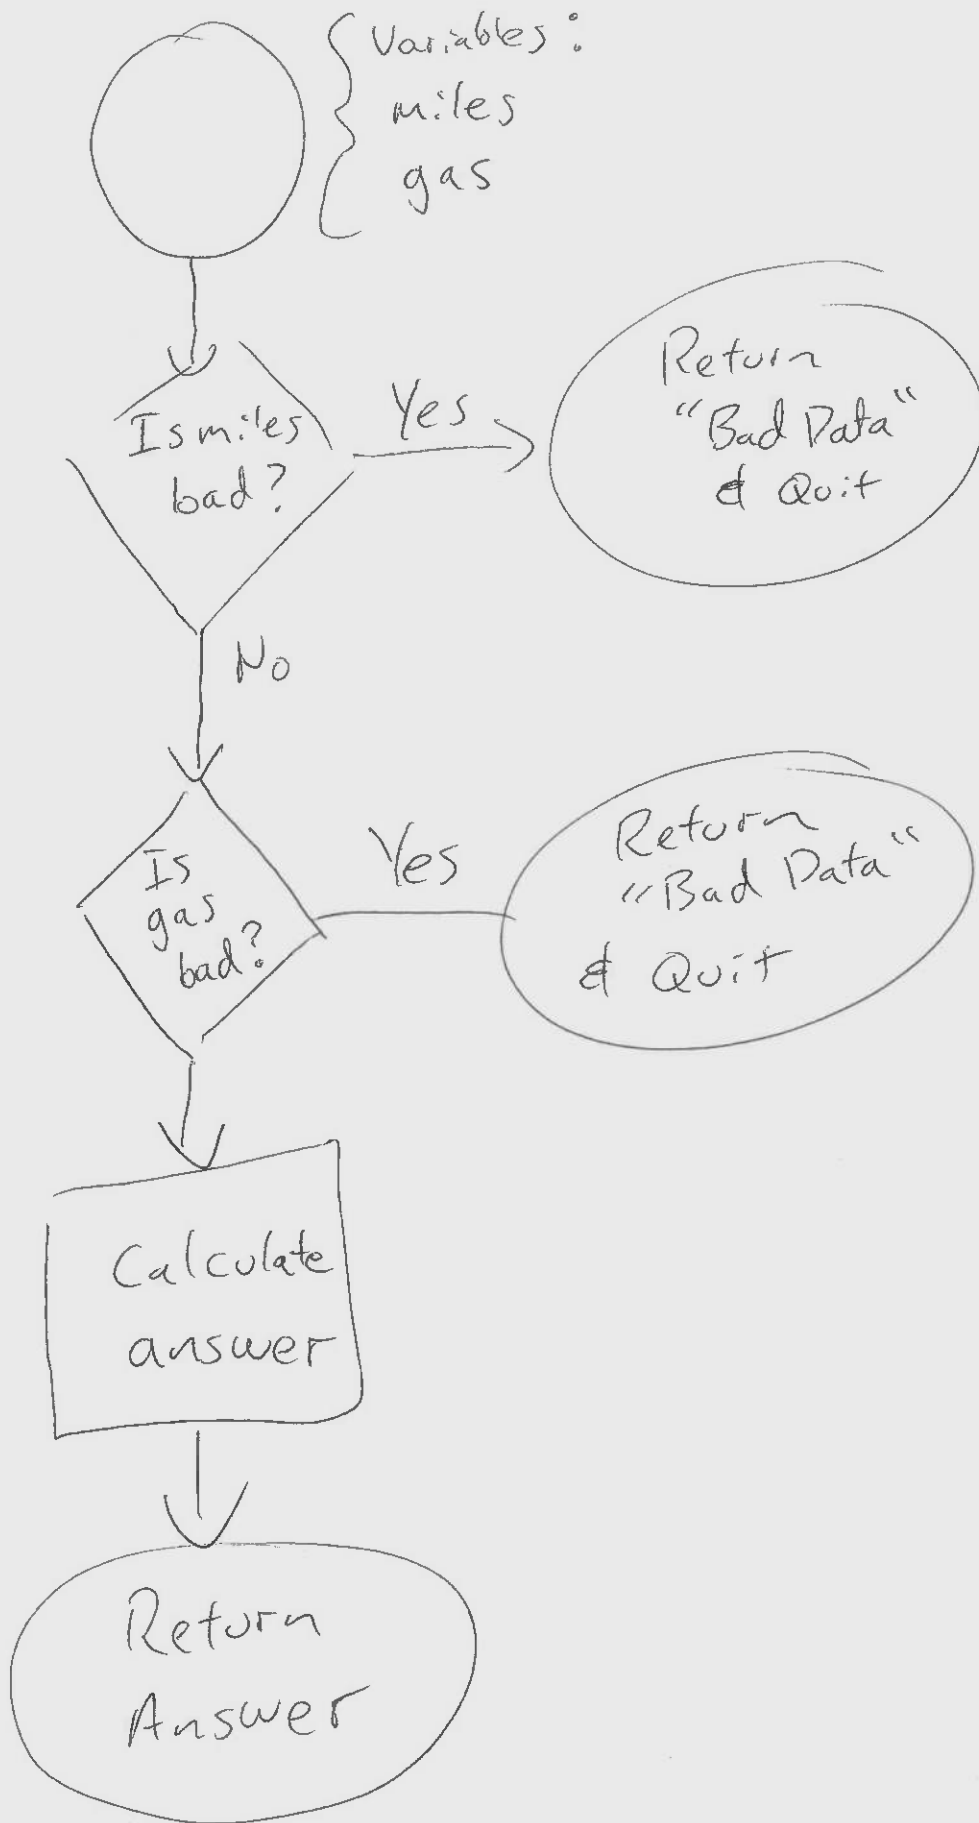 Variables:
miles
gas
Is miles
bad?
Yes
Return
"Bad Data"
& Quit
No
Is
gas
bad?
Yes
Return
"Bad Data"
& Quit
Calculate
answer
Return
Answer